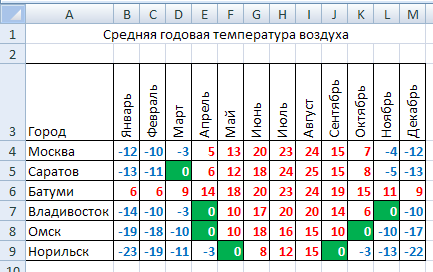 A B C D E F G H I J K L M
1 Средняя годовая температура воздуха
2
3 Город Январь Февраль Март Апрель Май Июнь Июль Август Сентябрь Октябрь Ноябрь Декабрь
4 Москва -12 -10 -3 5 13 20 23 24 15 7 -4 -12
5 Саратов -13 -11 0 6 12 18 24 25 15 8 -5 -13
6 Батуми 6 6 9 14 18 20 23 24 19 15 11 9
7 Владивосток -14 -10 -3 0 10 17 20 20 14 6 0 -10
8 Омск -19 -18 -10 0 10 18 16 15 10 0 -10 -17
9 Норильск -23 -19 -11 -3 0 8 12 15 0 -3 -13 -22
10